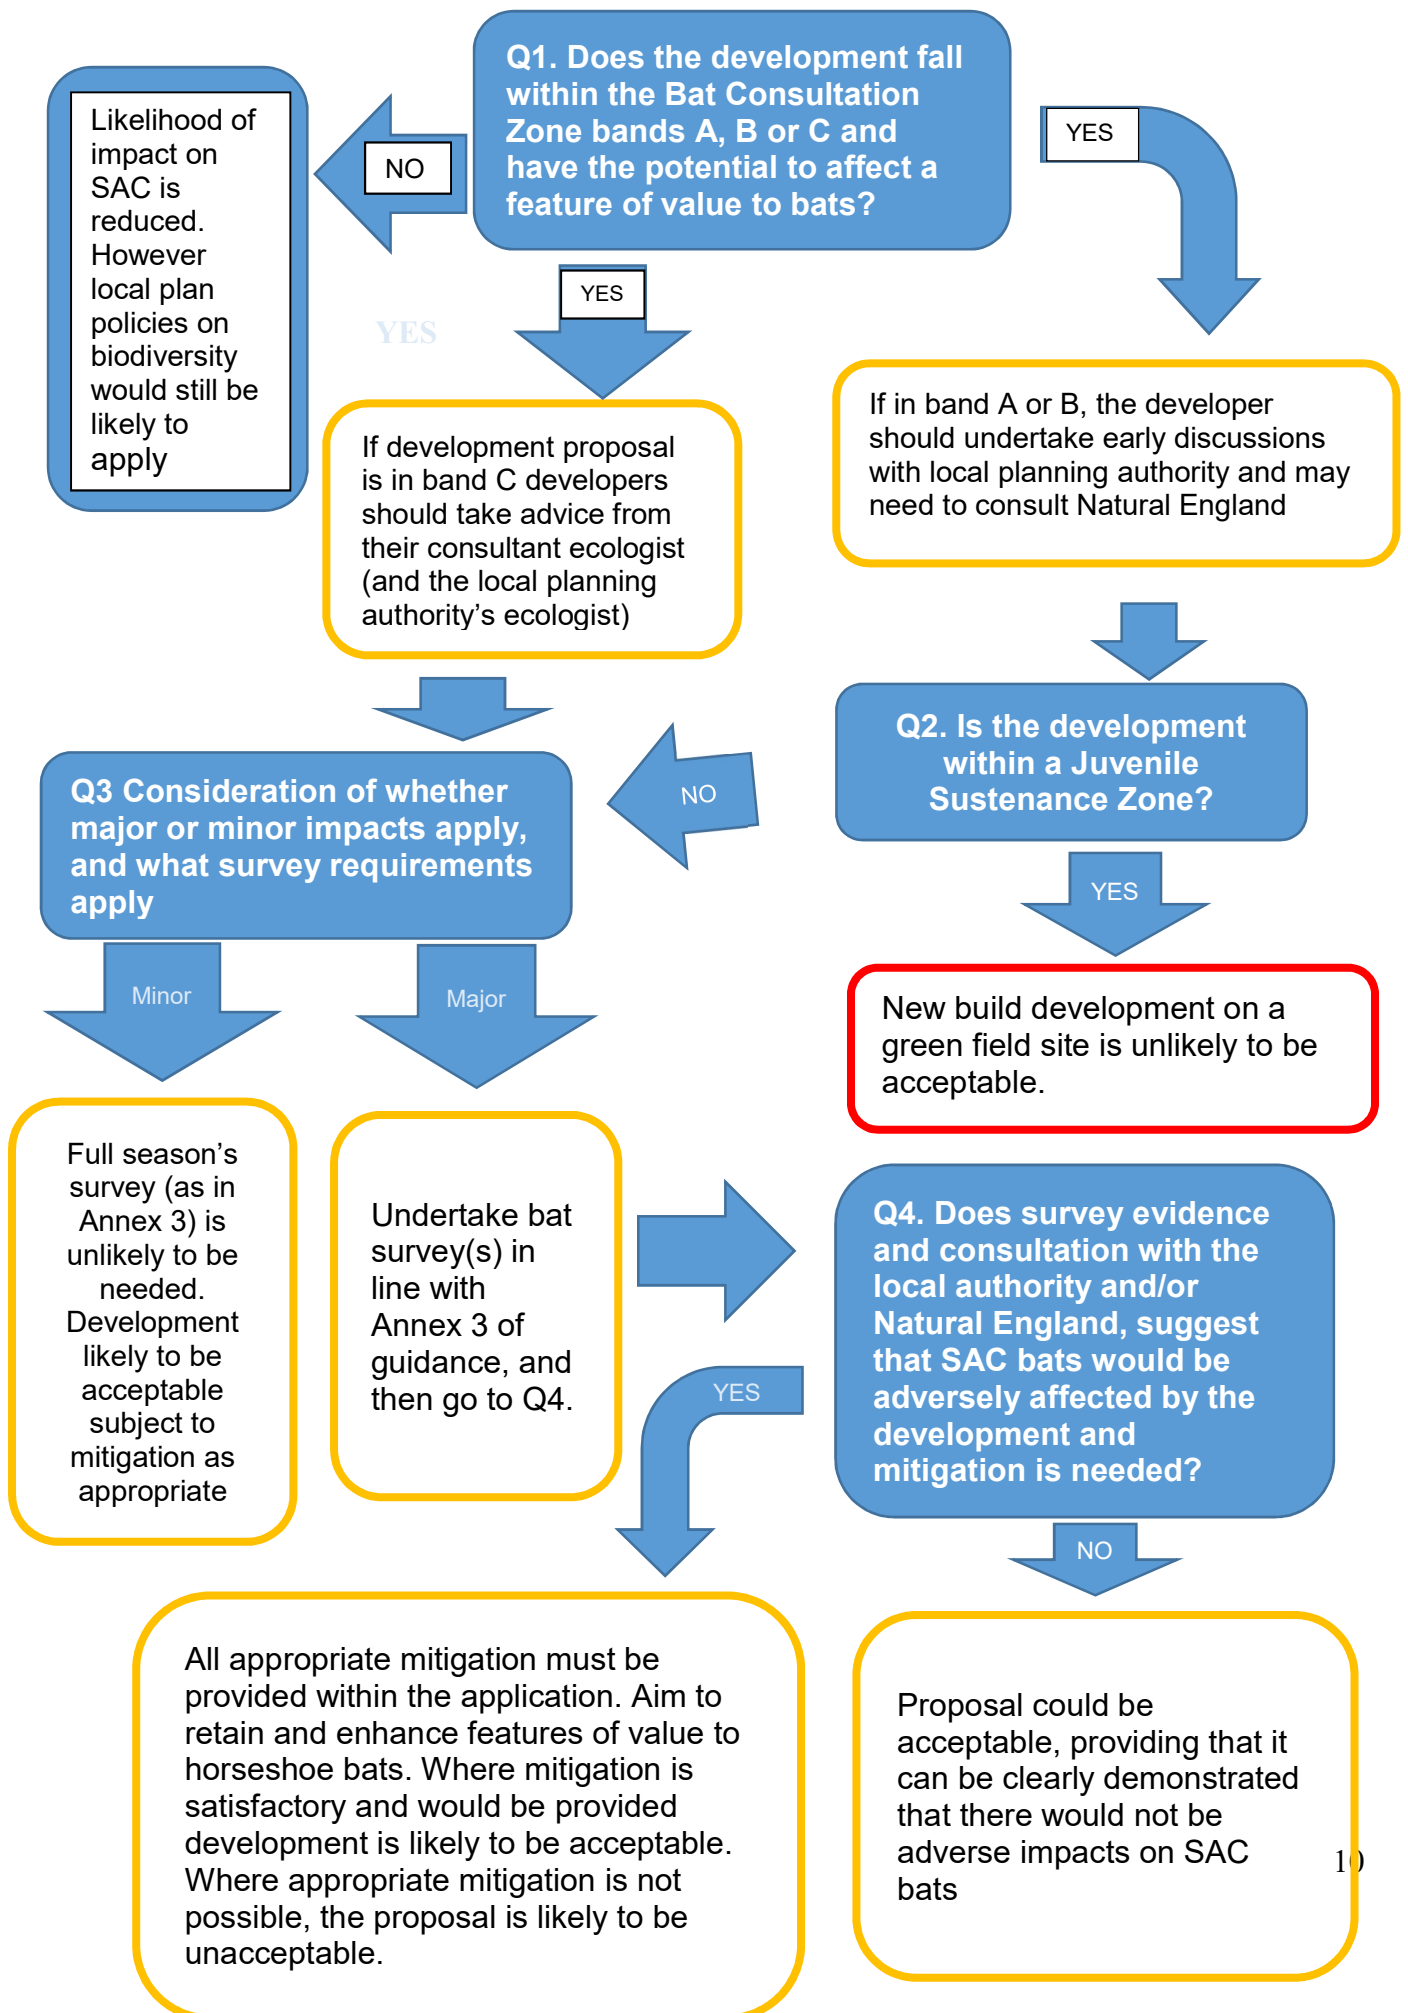 Q1. Does the development fall
within the Bat Consultation
Zone bands A, B or C and
have the potential to affect a
feature of value to bats?
Likelihood of
impact on
SAC is
reduced.
However
local plan
policies on
biodiversity
would still be
likely to
apply
NO
YES
YES
YES
If development proposal
is in band C developers
should take advice from
their consultant ecologist
(and the local planning
authority’s ecologist)
If in band A or B, the developer
should undertake early discussions
with local planning authority and may
need to consult Natural England
Q2. Is the development
within a Juvenile
Sustenance Zone?
NO
Q3 Consideration of whether
major or minor impacts apply,
and what survey requirements
apply
YES
Minor
Major
New build development on a
green field site is unlikely to be
acceptable.
Full season’s
survey (as in
Annex 3) is
unlikely to be
needed.
Development
likely to be
acceptable
subject to
mitigation as
appropriate
Undertake bat
survey(s) in
line with
Annex 3 of
guidance, and
then go to Q4.
Q4. Does survey evidence
and consultation with the
local authority and/or
Natural England, suggest
that SAC bats would be
adversely affected by the
development and
mitigation is needed?
YES
NO
All appropriate mitigation must be
provided within the application. Aim to
retain and enhance features of value to
horseshoe bats. Where mitigation is
satisfactory and would be provided
development is likely to be acceptable.
Where appropriate mitigation is not
possible, the proposal is likely to be
unacceptable.
Proposal could be
acceptable, providing that it
can be clearly demonstrated
that there would not be
adverse impacts on SAC
bats
10